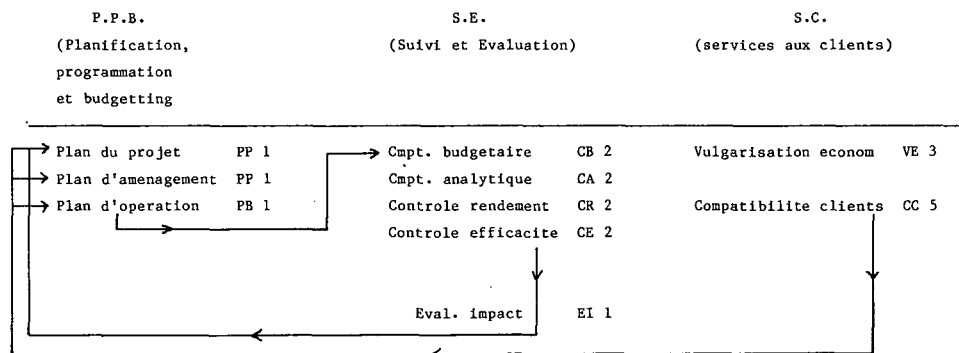 P.P.B. S.E. S.C.
(Planification, (Suivi et Evaluation) (services aux clients)
programmation
et budgetting
Plan du projet PP 1 Cmpt. budgetaire CB 2 Vulgarisation econom VE 3
Plan d'amenagement PP 1 Cmpt. analytique CA 2
Plan d'operation PB 1 Controle rendement CR 2 Compatibilite clients CC 5
Controle efficacite CE 2
Eval. impact EI 1